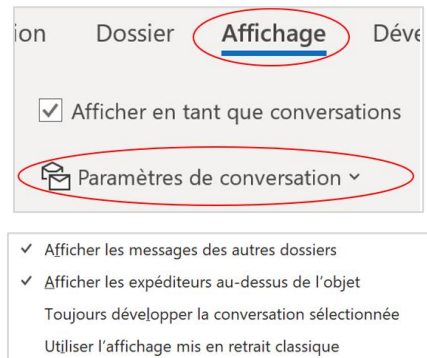 ion Dossier Affichage Déve
Afficher en tant que conversations
Paramètres de conversation
Afficher les messages des autres dossiers
Afficher les expéditeurs au-dessus de l'objet
Toujours développer la conversation sélectionnée
Utiliser l'affichage mis en retrait classique